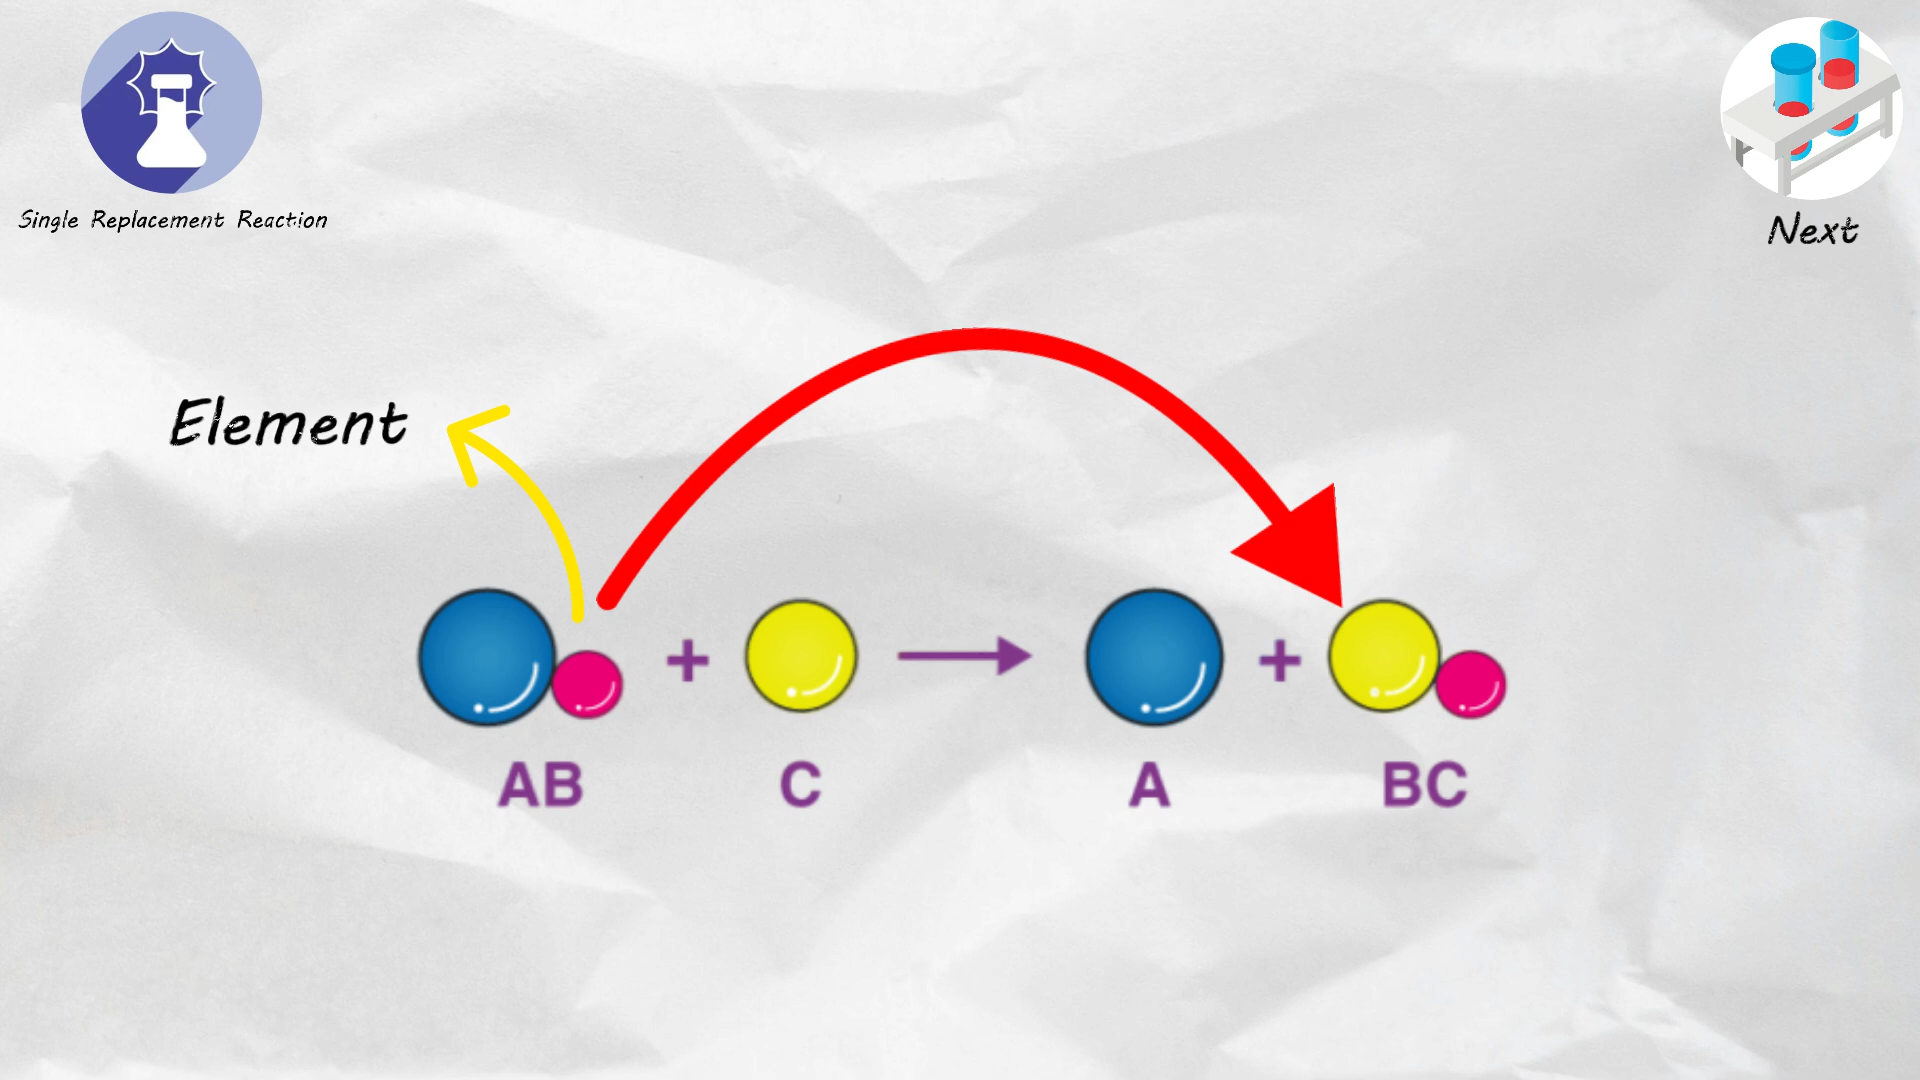 Single Replacement Reaction
Next
Element
+ + 
AB C A BC